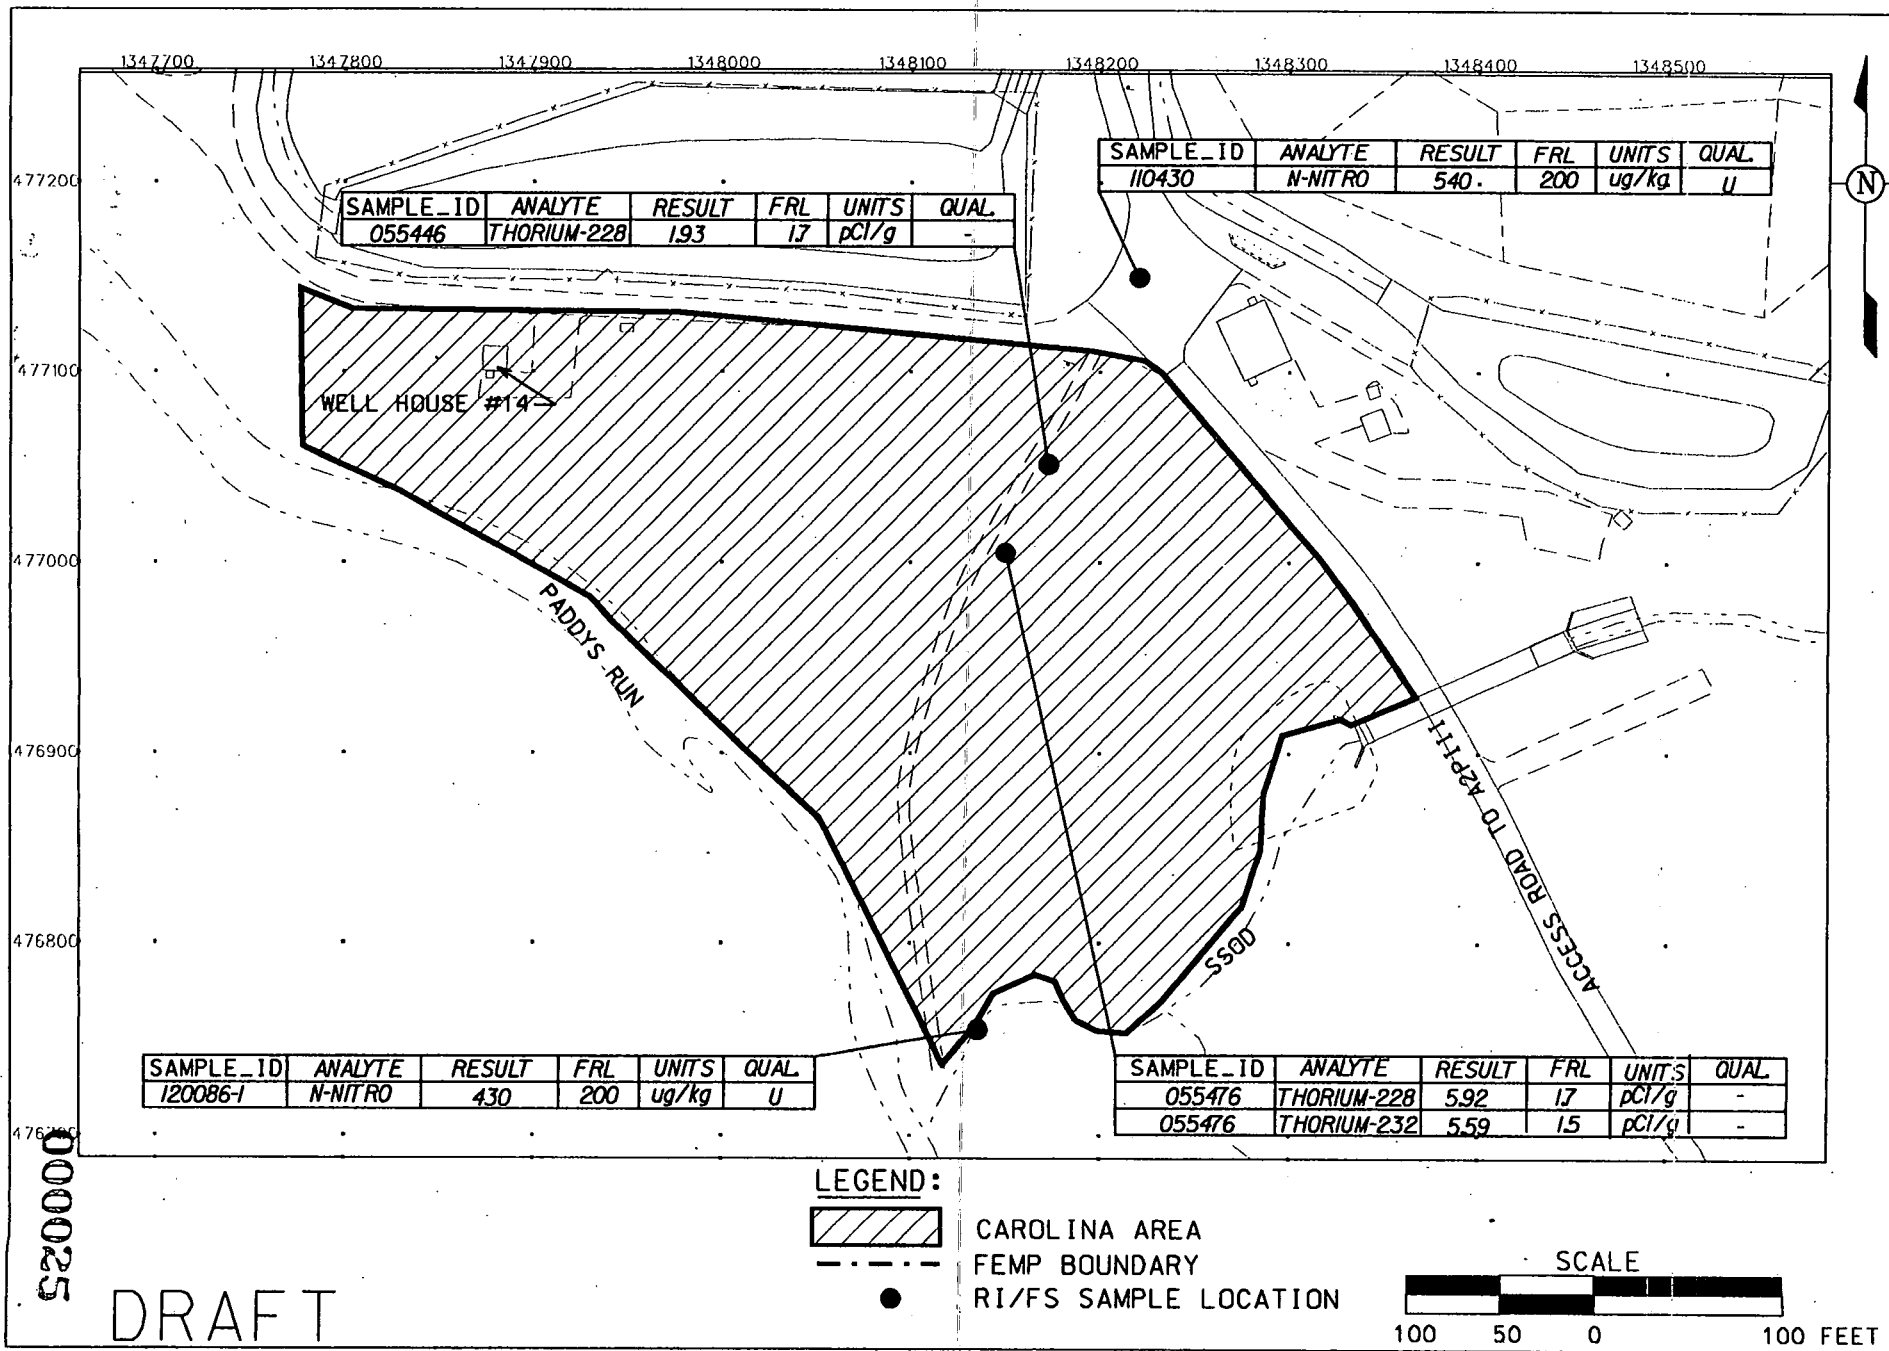 1347700 1347800 1347900 1348000 1348100 1348200 1348300 1348400 1348500
SAMPLE_ID ANALYTE RESULT FRL UNITS QUAL.
110430 N-NITRO 540 200 ug/kg U
477200
SAMPLE_ID ANALYTE RESULT FRL UNITS QUAL.
055446 THORIUM-228 1.93 1.7 pCi/g -
N
477100
WELL HOUSE #14
477000
PADDYS RUN
476900
ACCESS ROAD TO A2PIII
476800
SSOD
SAMPLE_ID ANALYTE RESULT FRL UNITS QUAL.
120086-1 N-NITRO 430 200 ug/kg U
SAMPLE_ID ANALYTE RESULT FRL UNITS QUAL.
055476 THORIUM-228 5.92 1.7 pCi/g -
055476 THORIUM-232 5.59 1.5 pCi/g -
000025
LEGEND:
CAROLINA AREA
FEMP BOUNDARY
RI/FS SAMPLE LOCATION
SCALE
100 50 0 100 FEET
DRAFT